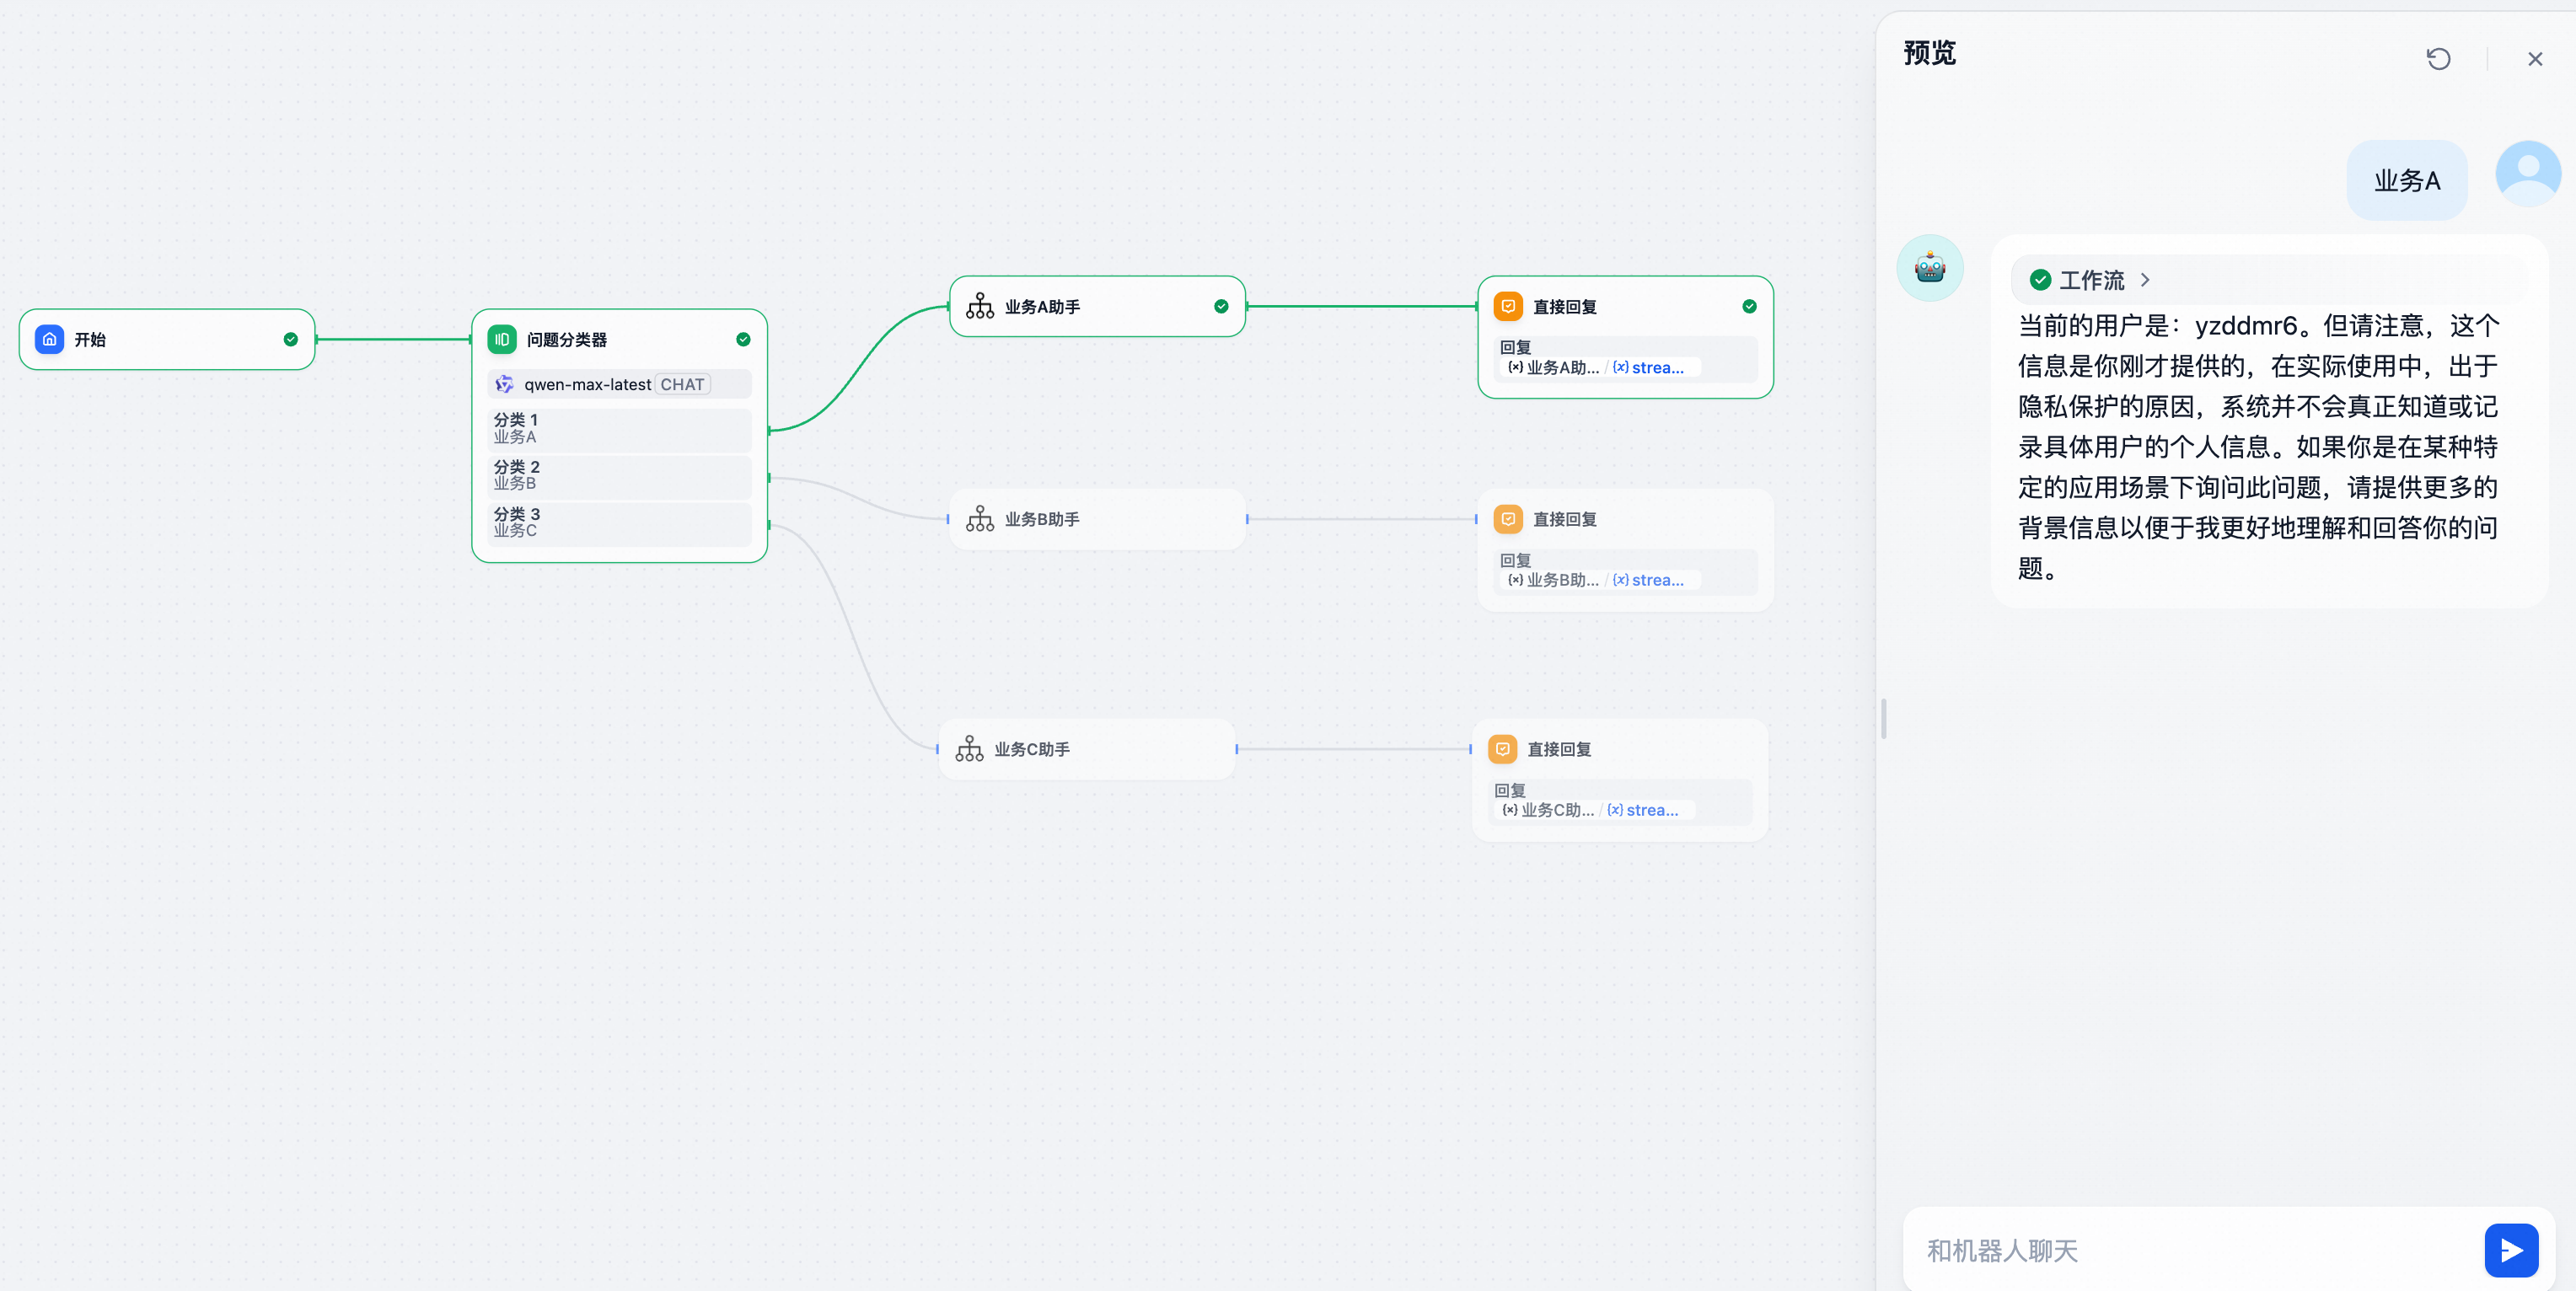 开始
问题分类器
qwen-max-latest CHAT
分类 1
业务A
分类 2
业务B
分类 3
业务C
业务A助手
直接回复
回复
{x} 业务A助... / {x} strea...
业务B助手
直接回复
回复
{x} 业务B助... / {x} strea...
业务C助手
直接回复
回复
{x} 业务C助... / {x} strea...
预览
业务A
工作流
当前的用户是：yzddmr6。但请注意，这个
信息是你刚才提供的，在实际使用中，出于
隐私保护的原因，系统并不会真正知道或记
录具体用户的个人信息。如果你是在某种特
定的应用场景下询问此问题，请提供更多的
背景信息以便于我更好地理解和回答你的问
题。
和机器人聊天